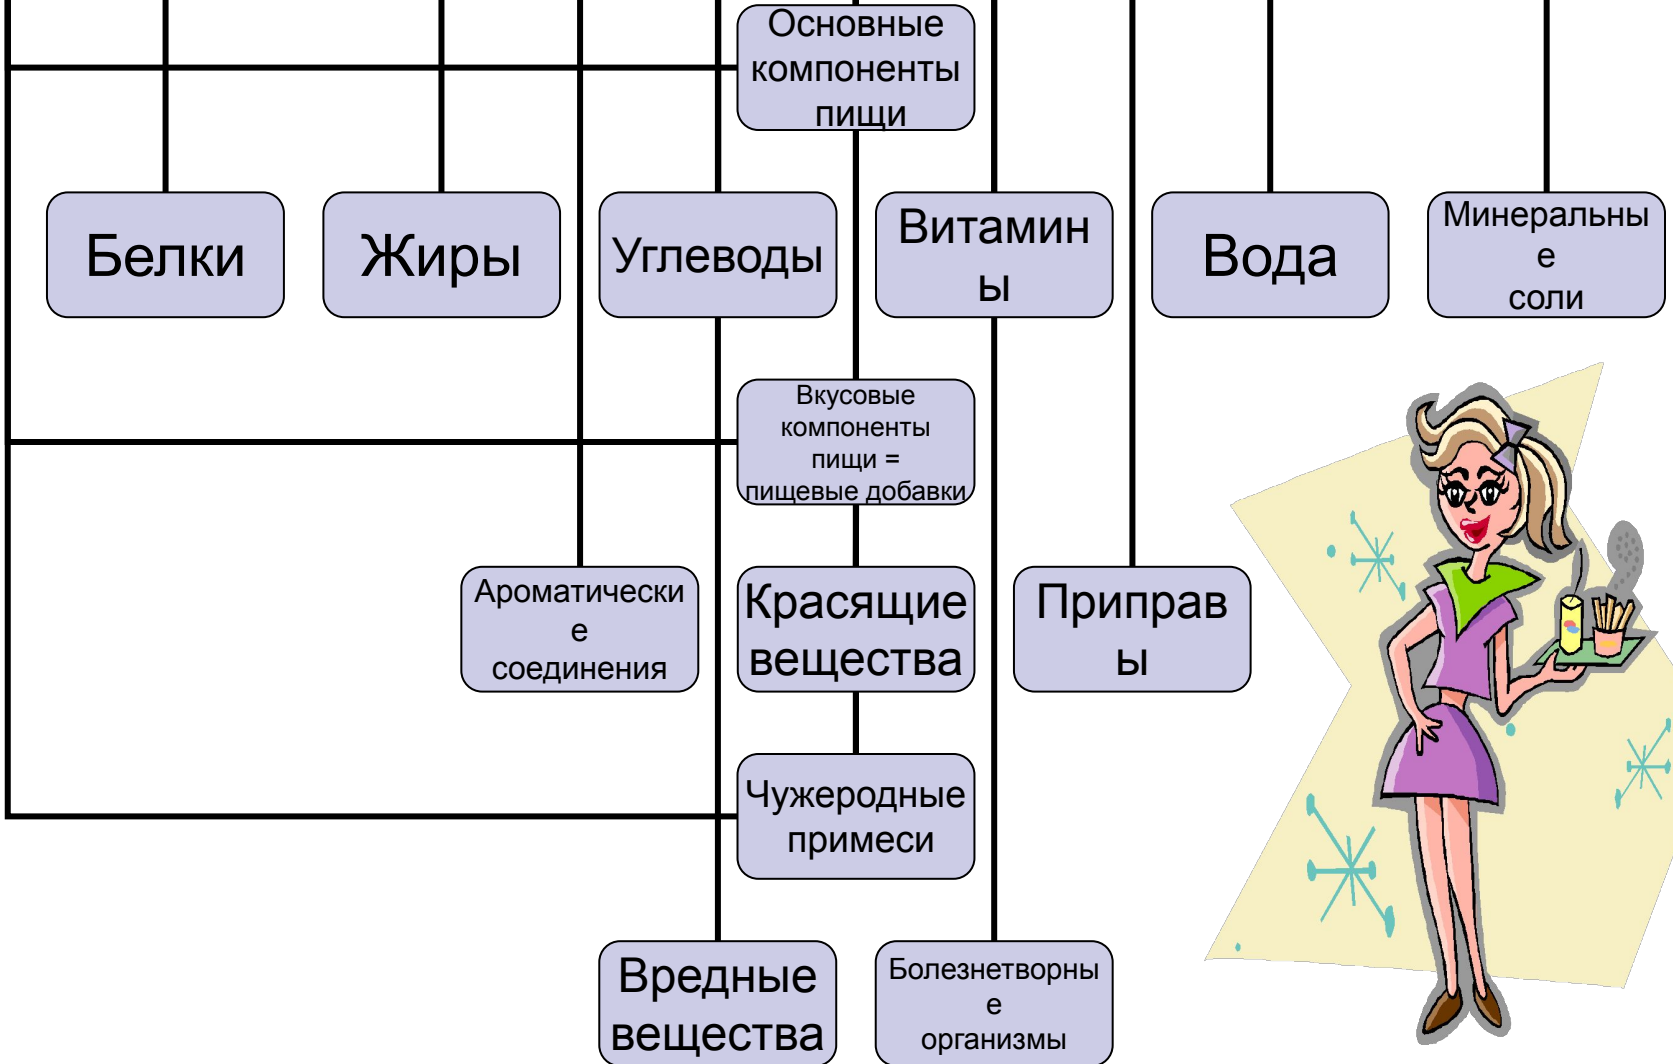 Основные
компоненты
пищи
Белки
Жиры
Углеводы
Витамин
ы
Вода
Минеральны
е
соли
Вкусовые
компоненты
пищи =
пищевые добавки
Ароматически
е
соединения
Красящие
вещества
Приправ
ы
Чужеродные
примеси
Вредные
вещества
Болезнетворны
е
организмы